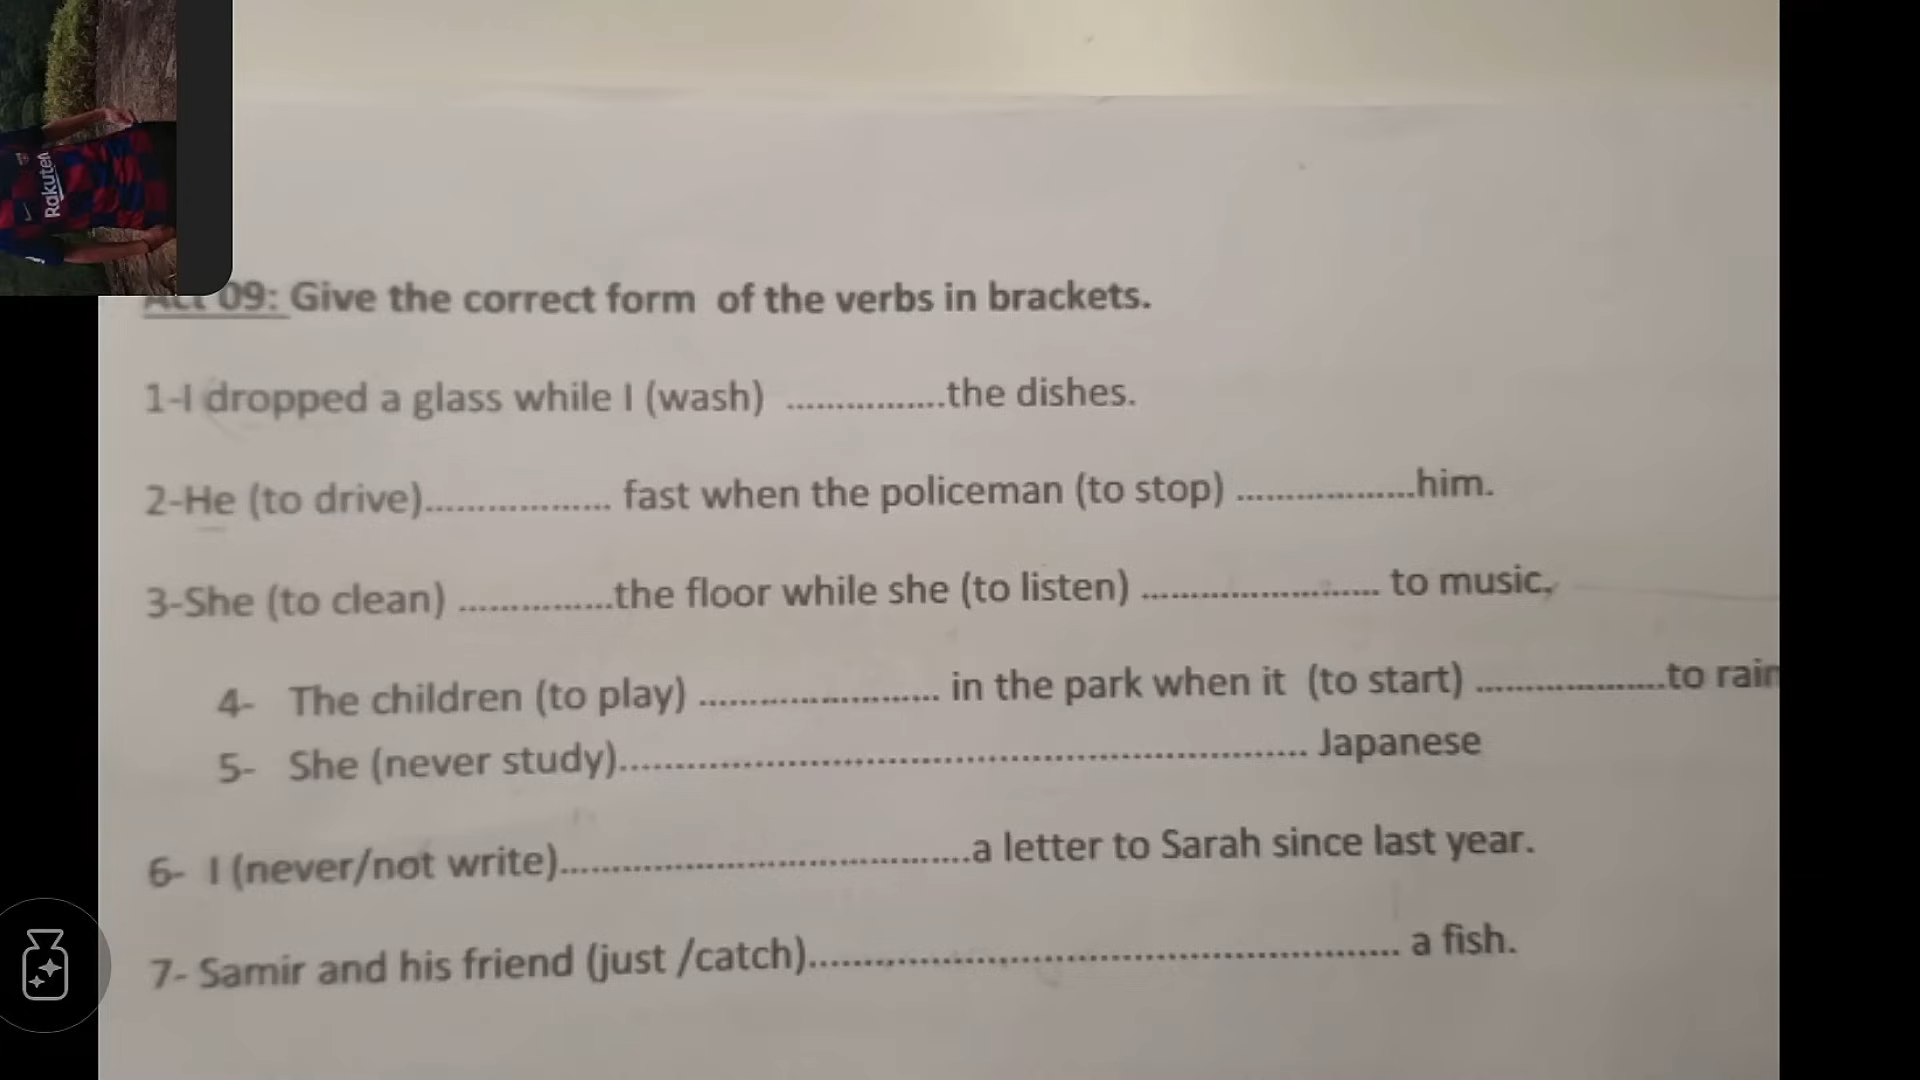 Rakuten
Act 09: Give the correct form of the verbs in brackets.
1-I dropped a glass while I (wash) ................the dishes.
2-He (to drive).................. fast when the policeman (to stop) ..................him.
3-She (to clean) ...............the floor while she (to listen) ....................... to music,
4- The children (to play) ....................... in the park when it (to start) ...................to rain
5- She (never study)................................................................... Japanese
6- I (never/not write)........................................a letter to Sarah since last year.
7- Samir and his friend (just /catch).......................................................... a fish.